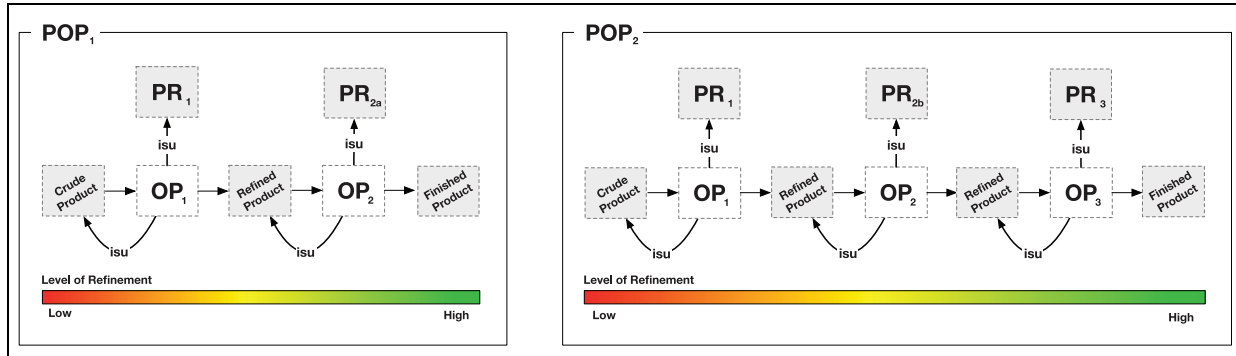 POP1
PR1
PR2a
isu
isu
Crude
Product
OP1
Refined
Product
OP2
Finished
Product
isu
isu
Level of Refinement
Low
High
POP2
PR1
PR2b
PR3
isu
isu
isu
Crude
Product
OP1
Refined
Product
OP2
Refined
Product
OP3
Finished
Product
isu
isu
isu
Level of Refinement
Low
High